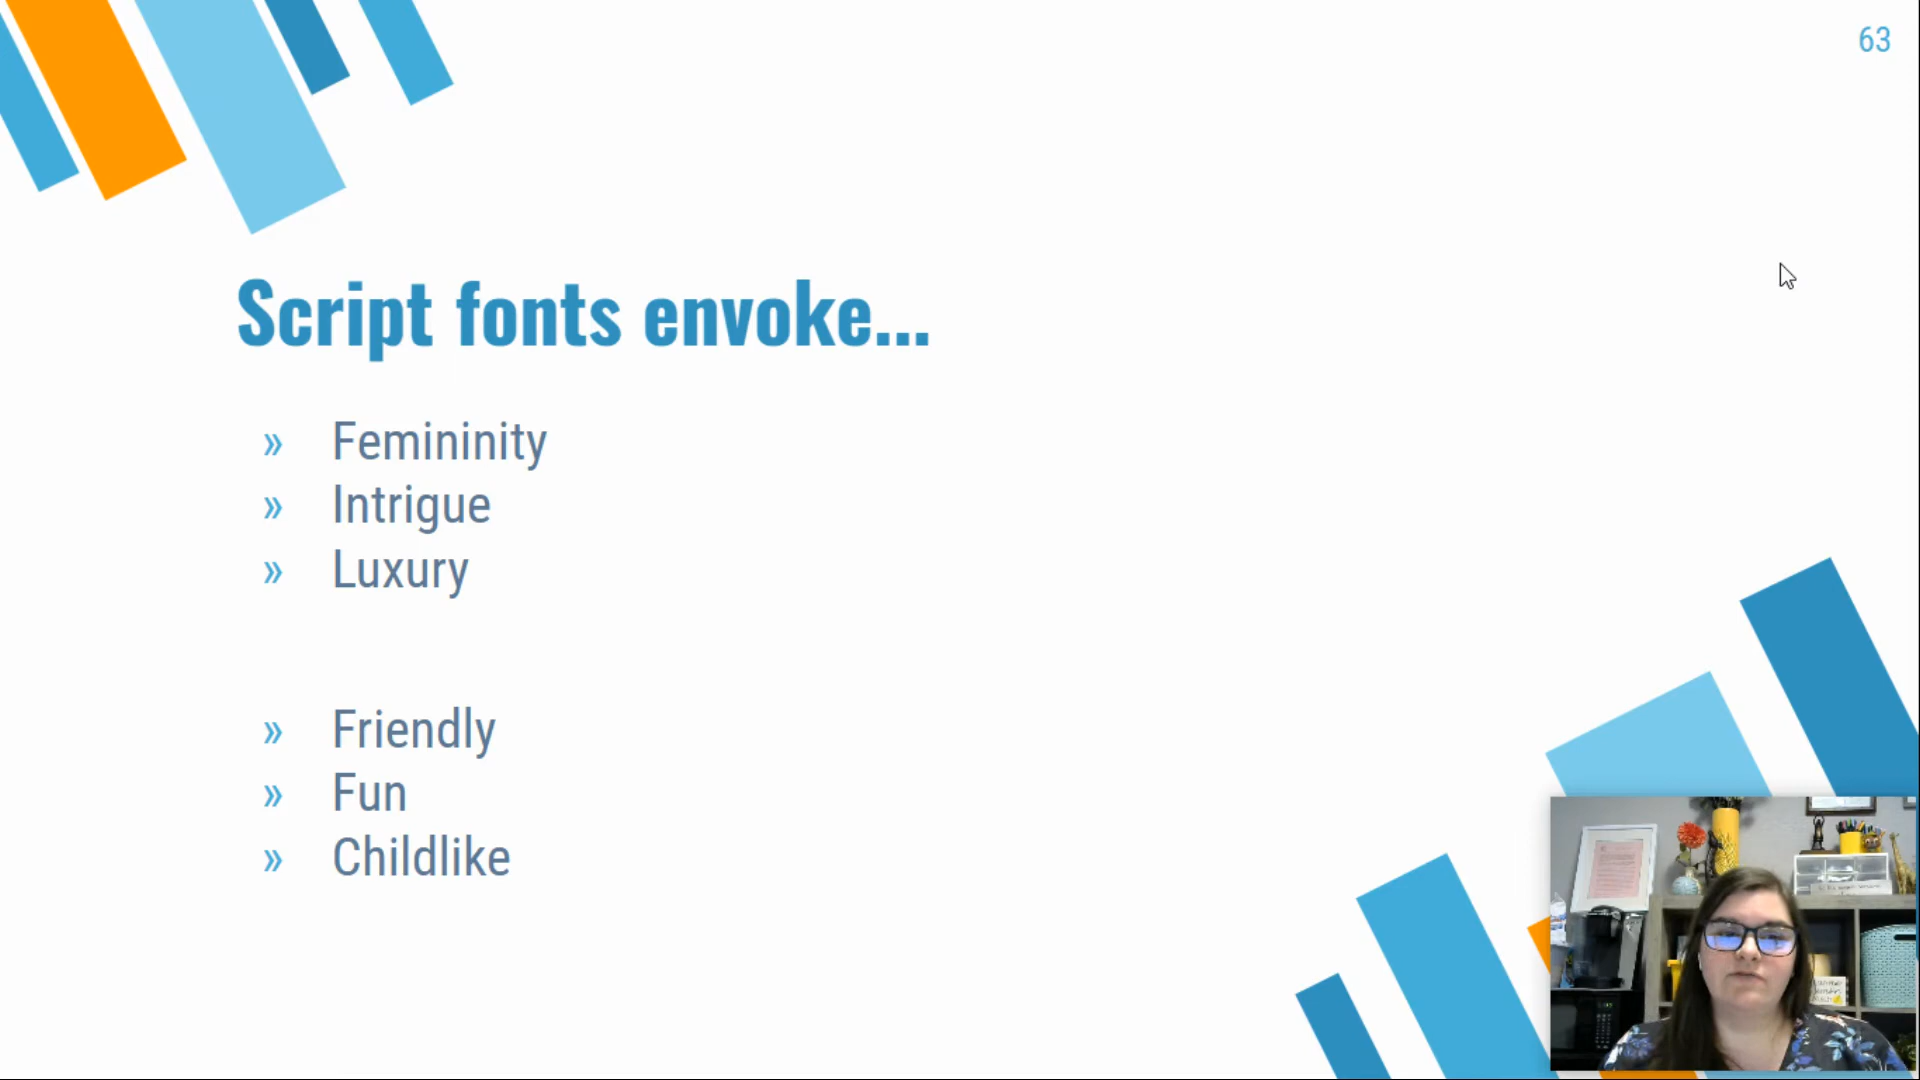 63
Script fonts envoke...
» Femininity
» Intrigue
» Luxury
» Friendly
» Fun
» Childlike